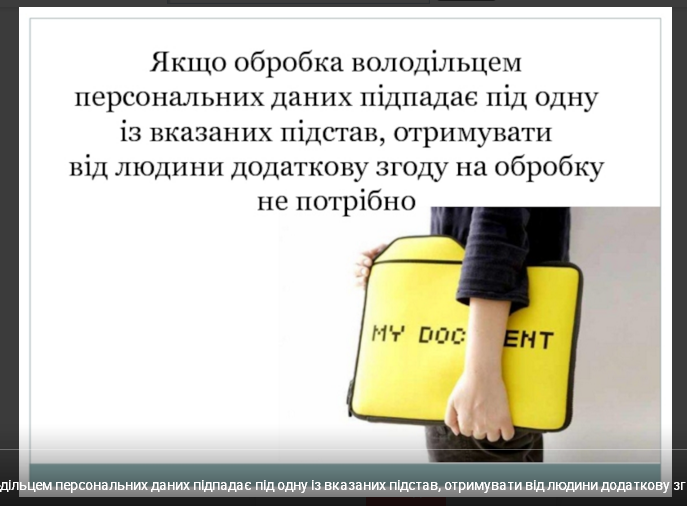 Якщо обробка володільцем
персональних даних підпадає під одну
із вказаних підстав, отримувати
від людини додаткову згоду на обробку
не потрібно
MY DOC ENT
дільцем персональних даних підпадає під одну із вказаних підстав, отримувати від людини додаткову зг